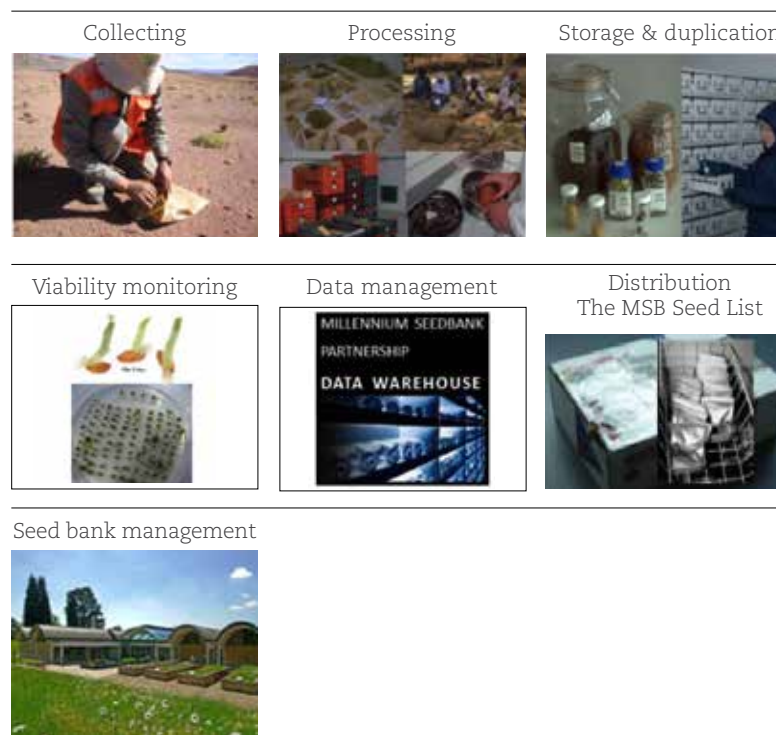 Collecting
Processing
Storage & duplication
Viability monitoring
Data management
Distribution
The MSB Seed List
MILLENNIUM SEEDBANK
PARTNERSHIP
DATA WAREHOUSE
Seed bank management